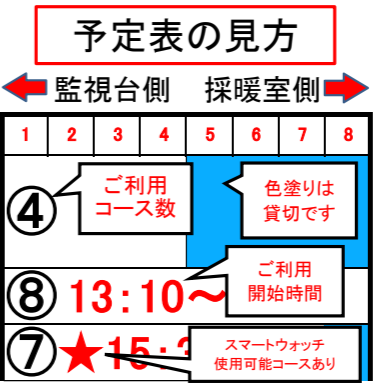 予定表の見方
監視台側 採暖室側
1 2 3 4 5 6 7 8
④
ご利用
コース数
色塗りは
貸切です
⑧ 13:10～
ご利用
開始時間
⑦ ★15:
スマートウォッチ
使用可能コースあり